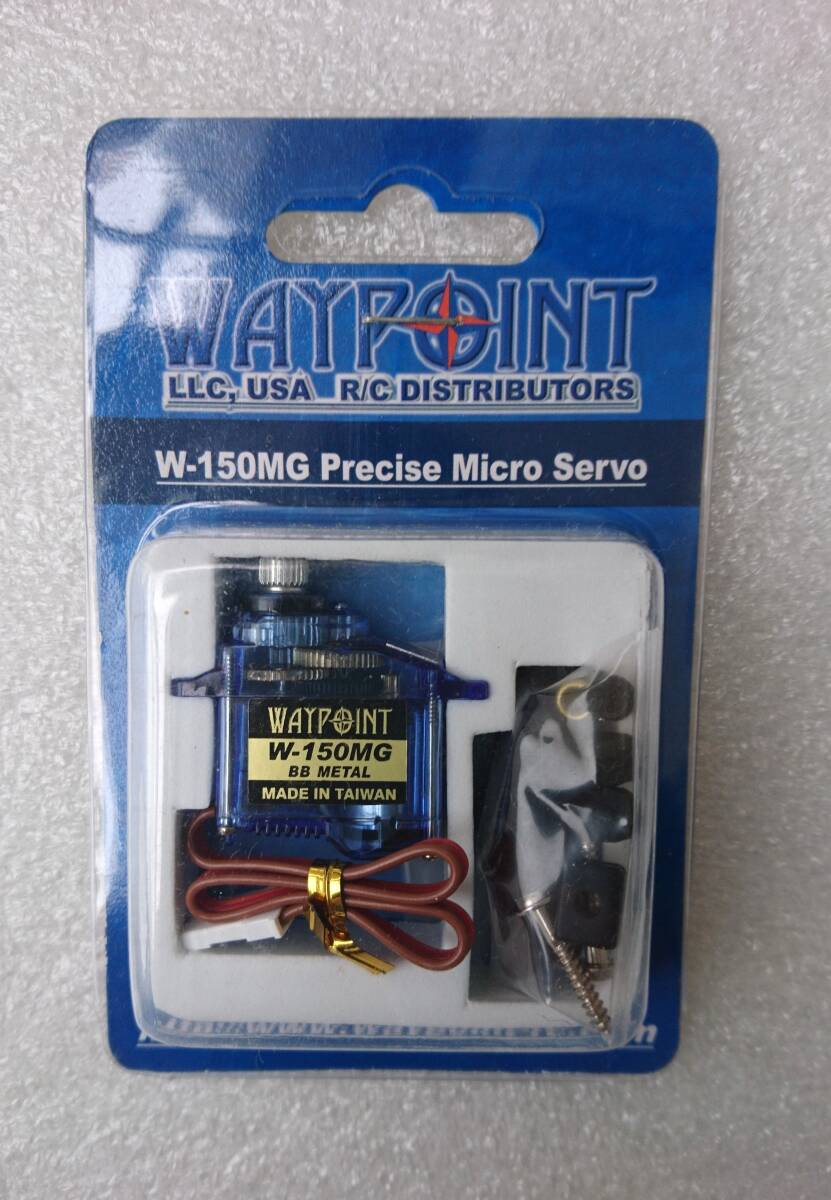 WAYPOINT
LLC, USA R/C DISTRIBUTORS
W-150MG Precise Micro Servo
WAYPOINT
W-150MG
BB METAL
MADE IN TAIWAN